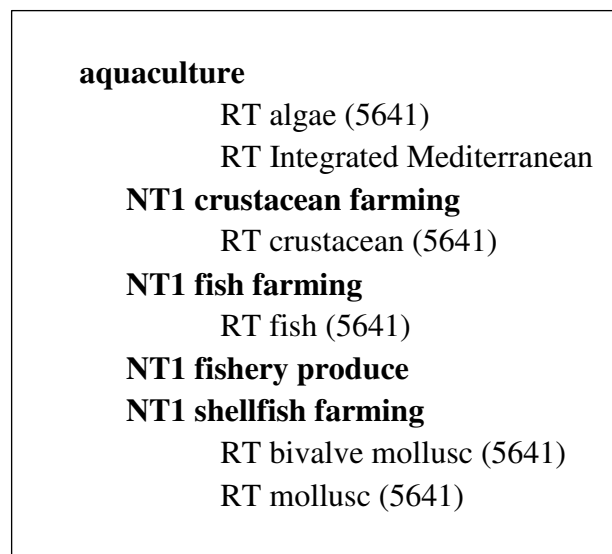 aquaculture
RT algae (5641)
RT Integrated Mediterranean
NT1 crustacean farming
RT crustacean (5641)
NT1 fish farming
RT fish (5641)
NT1 fishery produce
NT1 shellfish farming
RT bivalve mollusc (5641)
RT mollusc (5641)